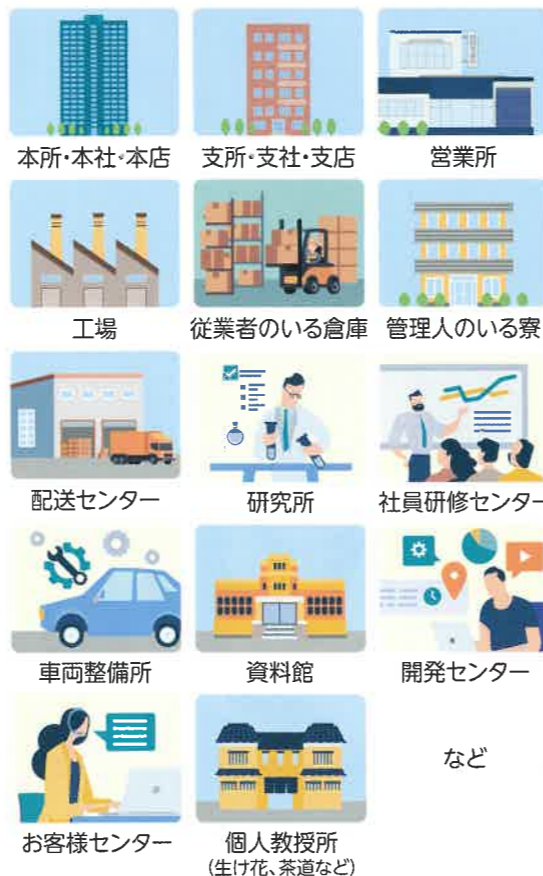 本所・本社・本店
支所・支社・支店
営業所
工場
従業者のいる倉庫
管理人のいる寮
配送センター
研究所
社員研修センター
車両整備所
資料館
開発センター
お客様センター
個人教授所
(生け花、茶道など)
など